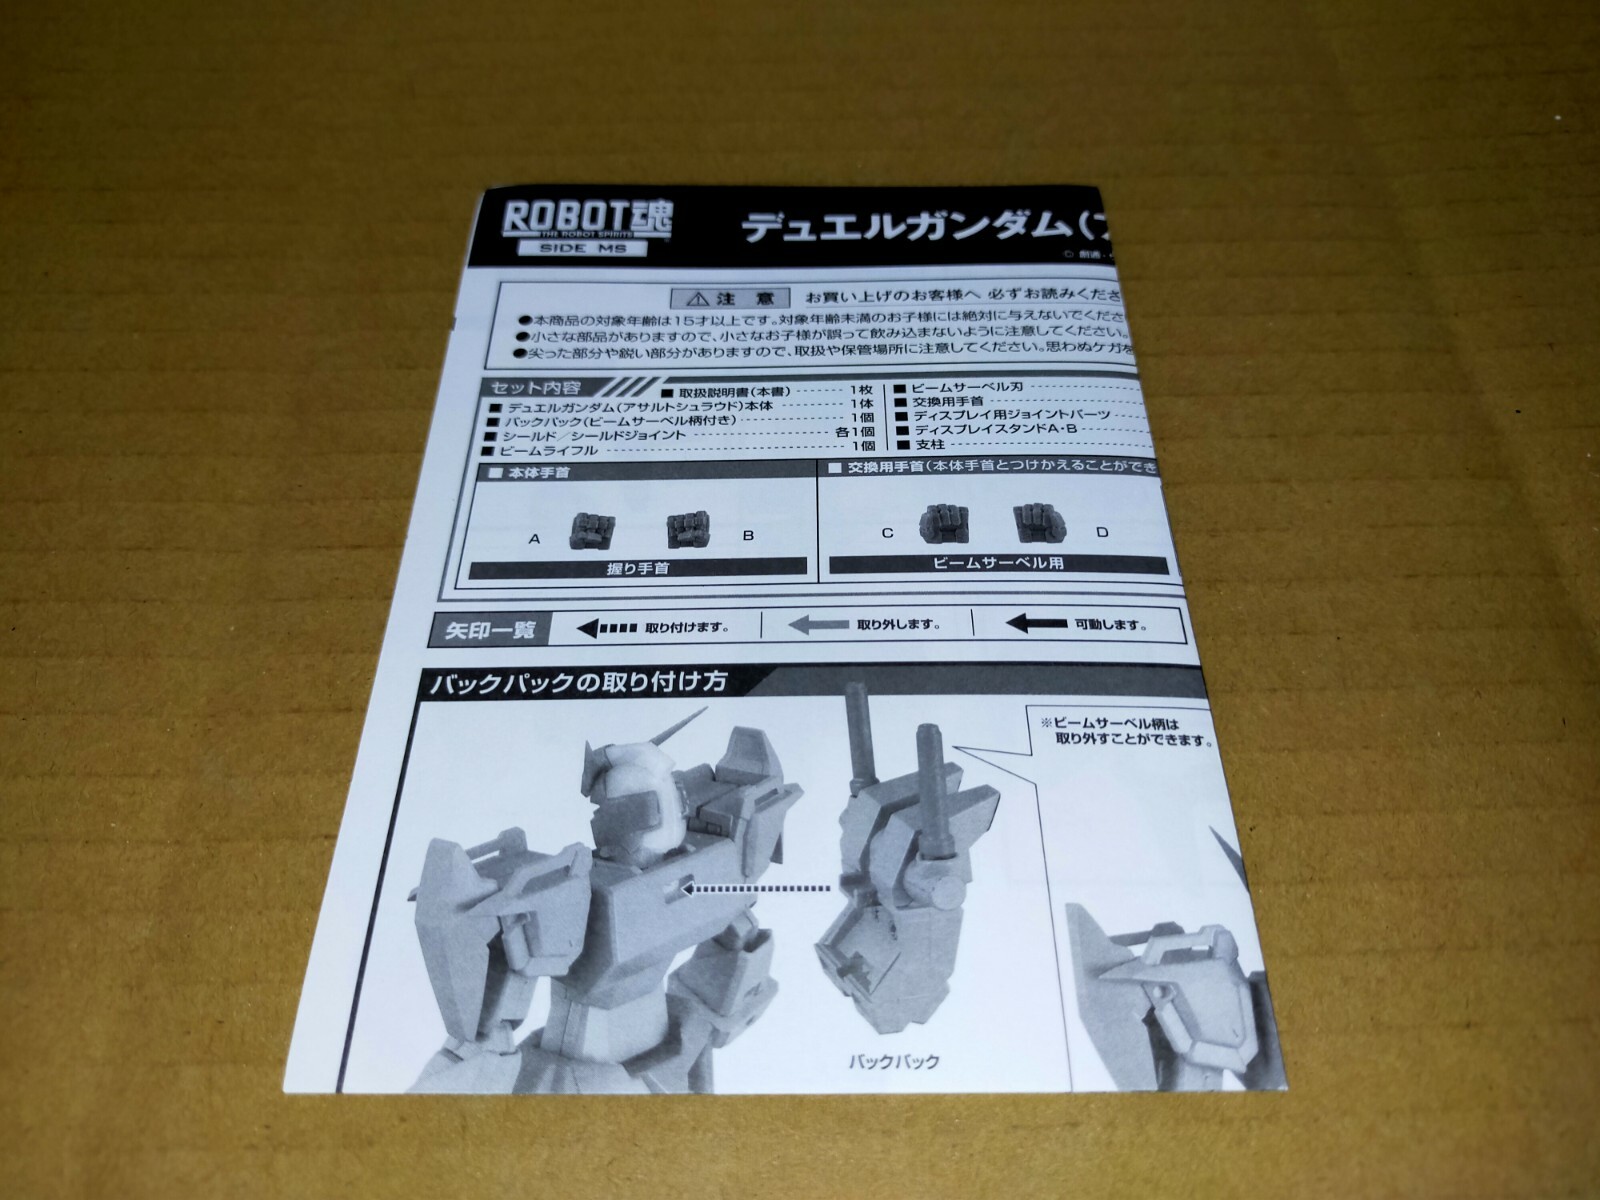 ROBOT魂
THE ROBOT SPIRITS
SIDE MS
デュエルガンダム(ア
© 創通・
⚠注 意 お買い上げのお客様へ 必ずお読みくださ
●本商品の対象年齢は15才以上です。対象年齢未満のお子様には絶対に与えないでくださ
●小さな部品がありますので、小さなお子様が誤って飲み込まないように注意してください。
●尖った部分や鋭い部分がありますので、取扱や保管場所に注意してください。思わぬケガを
セット内容
■取扱説明書(本書) 1枚
■デュエルガンダム(アサルトシュラウド)本体 1体
■バックパック(ビームサーベル柄付き) 1個
■シールド/シールドジョイント 各1個
■ビームライフル 1個
■ビームサーベル刃
■交換用手首
■ディスプレイ用ジョイントパーツ
■ディスプレイスタンドA・B
■支柱
■本体手首
A B
握り手首
■交換用手首(本体手首とつけかえることができ
C D
ビームサーベル用
矢印一覧 取り付けます。 取り外します。 可動します。
バックパックの取り付け方
※ビームサーベル柄は
取り外すことができます。
バックパック